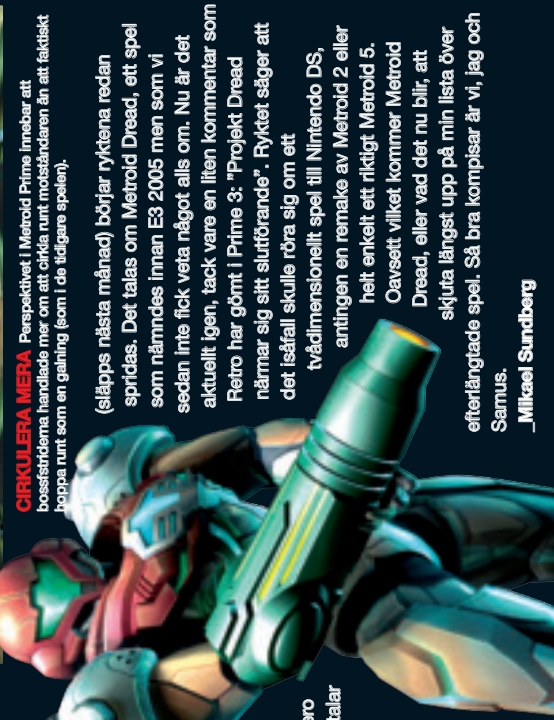 CIRKULERA MERA Perspektivet i Metroid Prime innebar att
bossfstriderna handlade mer om att cirkla runt motståndaren än att faktiskt
hoppa runt som en galning (som i de tidigare spelen).
(släpps nästa månad) börjar ryktena redan
spridas. Det talas om Metroid Dread, ett spel
som nämndes innan E3 2005 men som vi
sedan inte fick veta något alls om. Nu är det
aktuellt igen, tack vare en liten kommentar som
Retro har gömt i Prime 3: ”Projekt Dread
närmar sig sitt slutförande”. Ryktet säger att
det isåfall skulle röra sig om ett
tvådimensionellt spel till Nintendo DS,
antingen en remake av Metroid 2 eller
helt enkelt ett riktigt Metroid 5.
Oavsett vilket kommer Metroid
Dread, eller vad det nu blir, att
skjuta längst upp på min lista över
efterlängtade spel. Så bra kompisar är vi, jag och
Samus.
_Mikael Sundberg
ero
talar